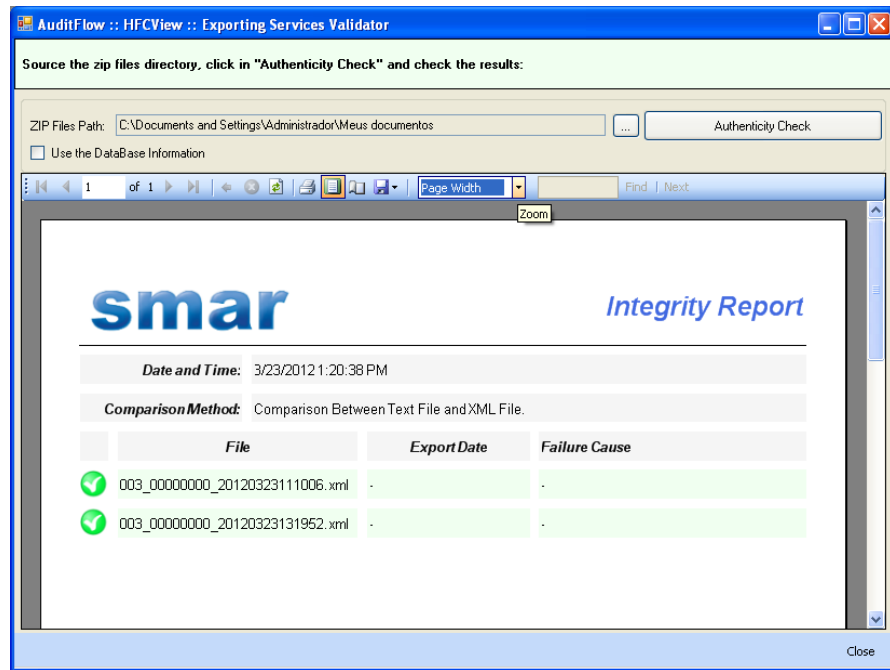 AuditFlow :: HFCView :: Exporting Services Validator
Source the zip files directory, click in "Authenticity Check" and check the results:
ZIP Files Path: C:\Documents and Settings\Administrador\Meus documentos ... Authenticity Check
Use the DataBase Information
1 of 1 Page Width Find | Next
Zoom
smar Integrity Report
Date and Time: 3/23/2012 1:20:38 PM
Comparison Method: Comparison Between Text File and XML File.
File Export Date Failure Cause
003_00000000_20120323111006.xml - -
003_00000000_20120323131952.xml - -
Close